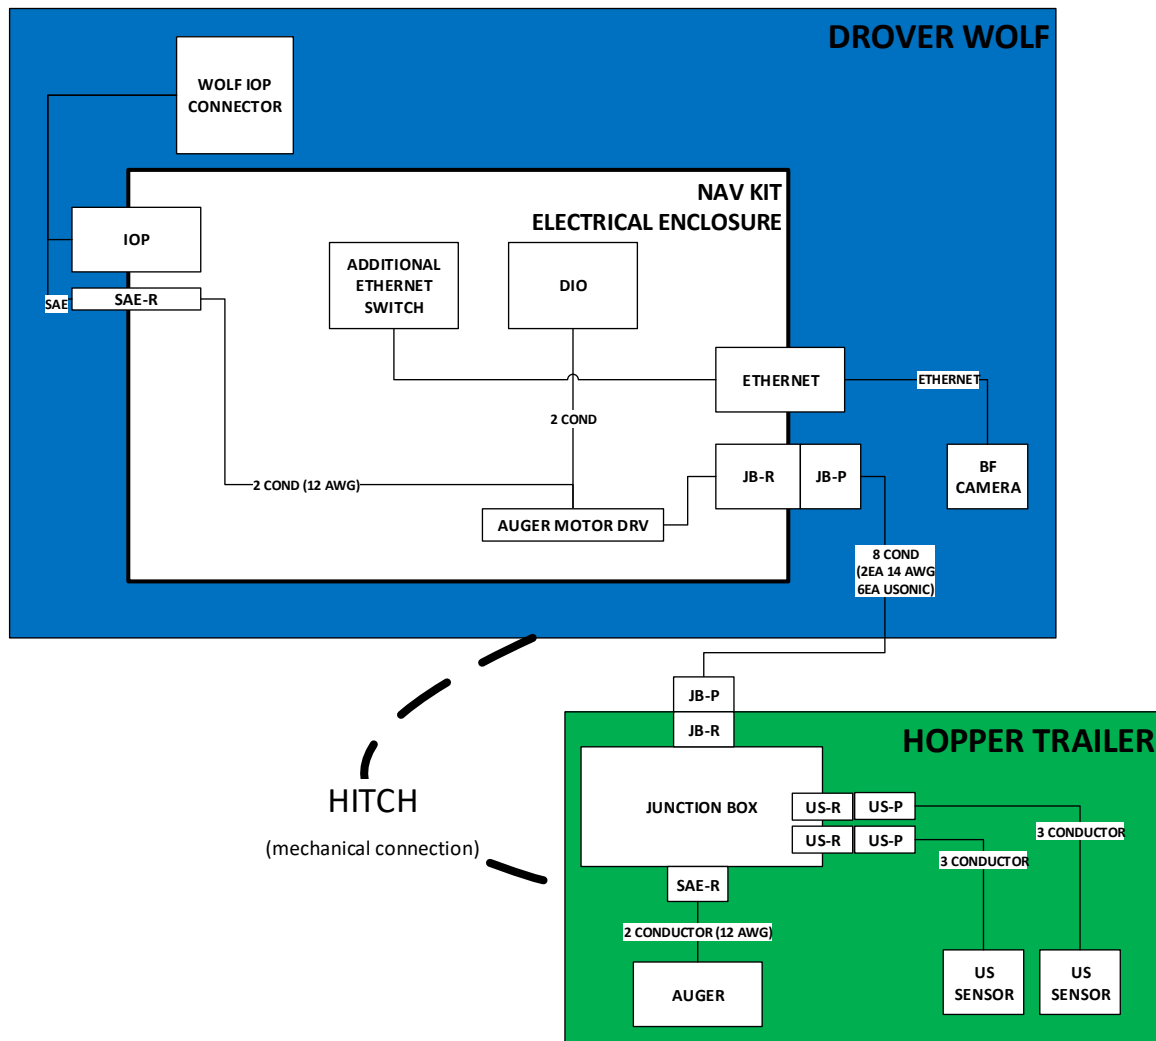 DROVER WOLF
WOLF IOP
CONNECTOR
NAV KIT
ELECTRICAL ENCLOSURE
IOP
ADDITIONAL
ETHERNET
SWITCH
DIO
SAE
SAE-R
ETHERNET
ETHERNET
2 COND
BF
CAMERA
JB-R
JB-P
2 COND (12 AWG)
AUGER MOTOR DRV
8 COND
(2EA 14 AWG
6EA USONIC)
JB-P
JB-R
HOPPER TRAILER
HITCH
(mechanical connection)
JUNCTION BOX
US-R
US-P
US-R
US-P
3 CONDUCTOR
3 CONDUCTOR
SAE-R
2 CONDUCTOR (12 AWG)
AUGER
US
SENSOR
US
SENSOR